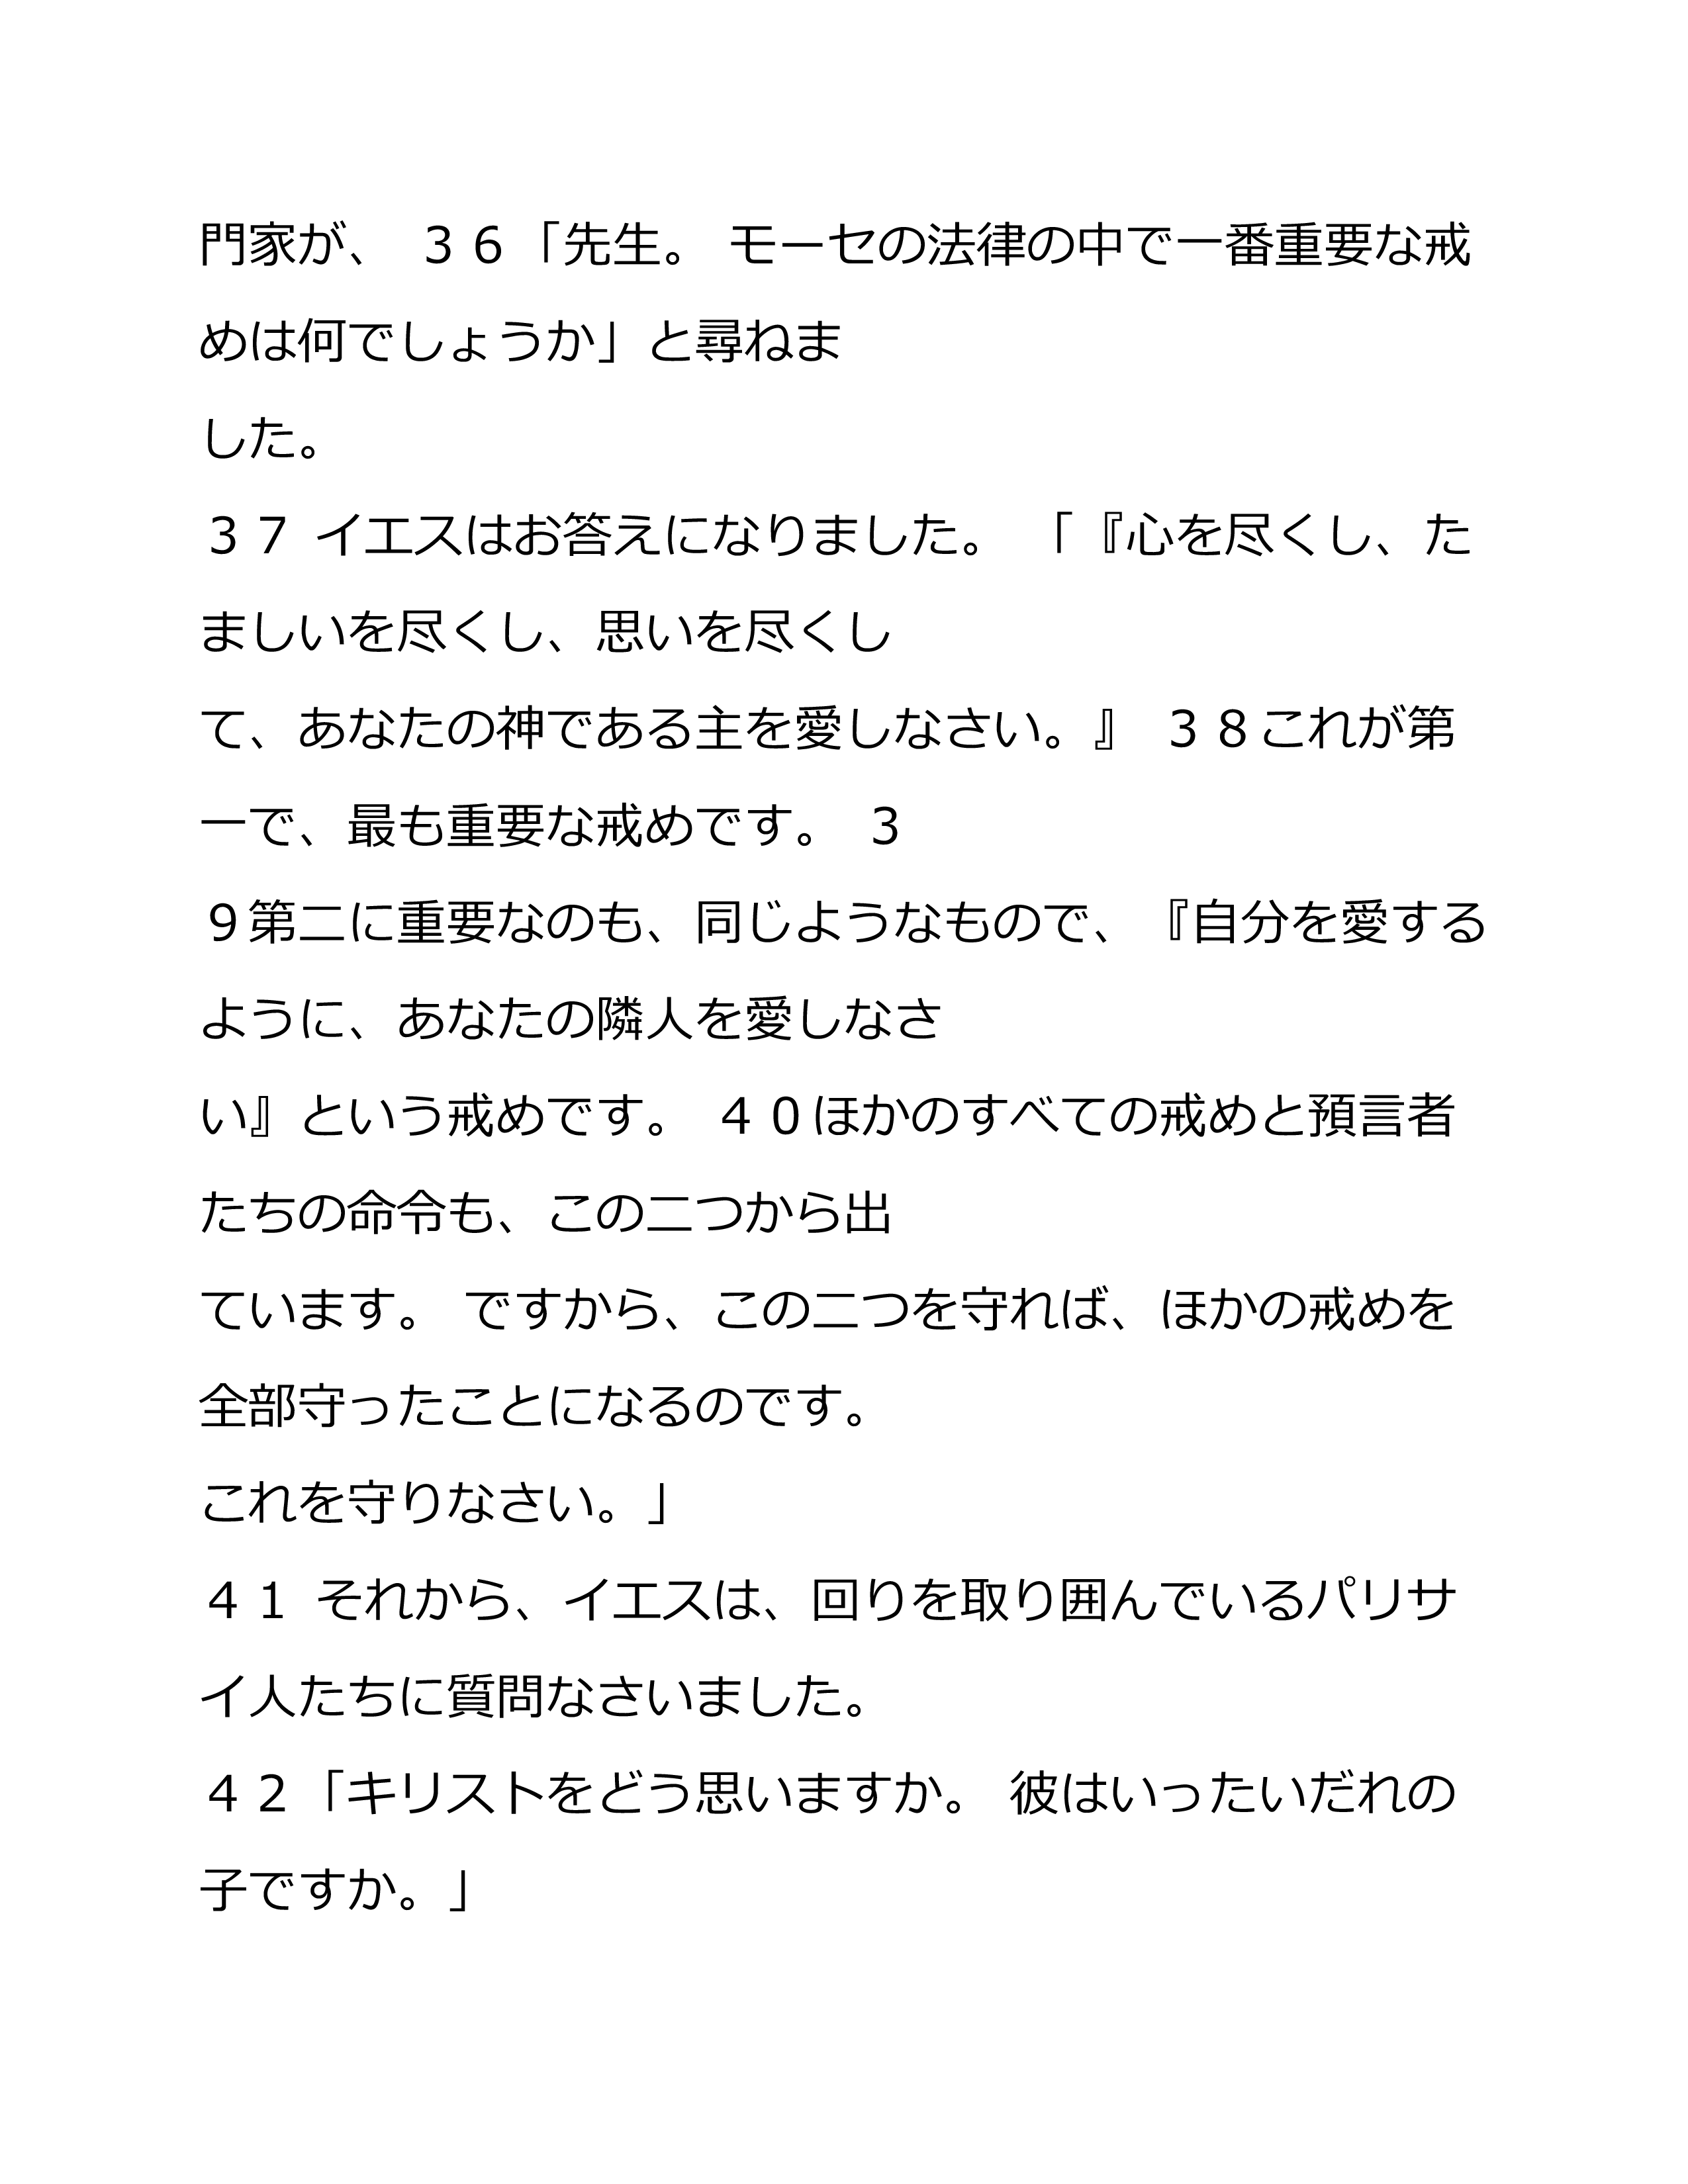 門家が、 ３６「先生。 モーセの法律の中で一番重要な戒
めは何でしょうか」と尋ねま
した。
３７ イエスはお答えになりました。 「『心を尽くし、た
ましいを尽くし、思いを尽くし
て、あなたの神である主を愛しなさい。』 ３８これが第
一で、最も重要な戒めです。 ３
９第二に重要なのも、同じようなもので、『自分を愛する
ように、あなたの隣人を愛しなさ
い』という戒めです。 ４０ほかのすべての戒めと預言者
たちの命令も、この二つから出
ています。 ですから、この二つを守れば、ほかの戒めを
全部守ったことになるのです。
これを守りなさい。」
４１ それから、イエスは、回りを取り囲んでいるパリサ
イ人たちに質問なさいました。
４２「キリストをどう思いますか。 彼はいったいだれの
子ですか。」